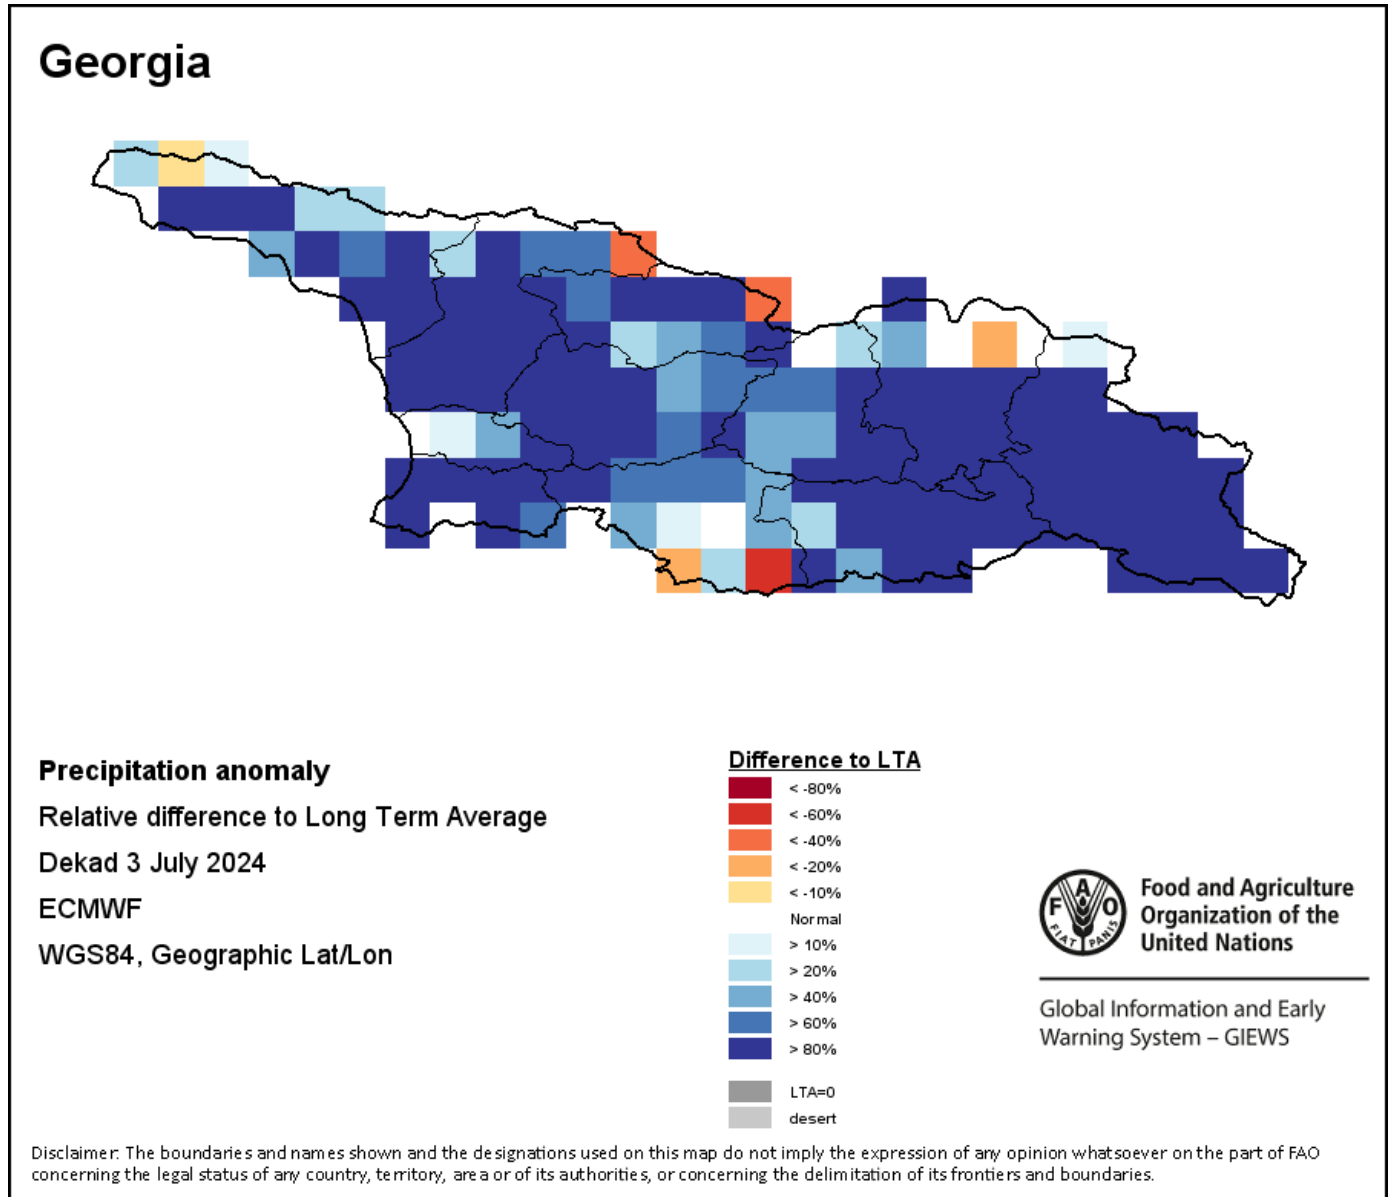 Georgia
Precipitation anomaly
Relative difference to Long Term Average
Dekad 3 July 2024
ECMWF
WGS84, Geographic Lat/Lon
Difference to LTA
< -80%
< -60%
< -40%
< -20%
< -10%
Normal
> 10%
> 20%
> 40%
> 60%
> 80%
LTA=0
desert
F A O
FIAT PANIS
Food and Agriculture
Organization of the
United Nations
Global Information and Early
Warning System – GIEWS
Disclaimer: The boundaries and names shown and the designations used on this map do not imply the expression of any opinion whatsoever on the part of FAO
concerning the legal status of any country, territory, area or of its authorities, or concerning the delimitation of its frontiers and boundaries.